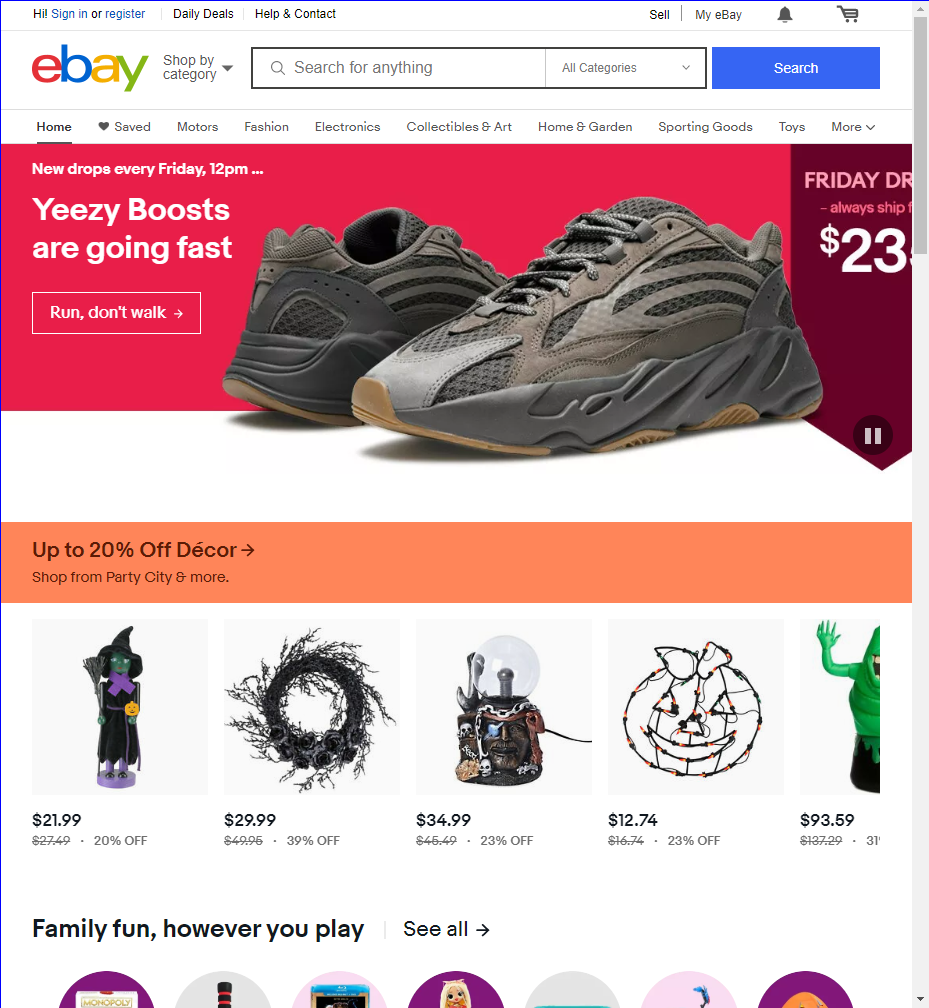 Hi! Sign in or register
Daily Deals
Help & Contact
Sell
My eBay
ebay
Shop by
category
Search for anything
All Categories
Search
Home
Saved
Motors
Fashion
Electronics
Collectibles & Art
Home & Garden
Sporting Goods
Toys
More
New drops every Friday, 12pm ...
Yeezy Boosts
are going fast
Run, don't walk →
FRIDAY DR
– always ship f
$23
Up to 20% Off Décor →
Shop from Party City & more.
$21.99
$27.49 · 20% OFF
$29.99
$49.95 · 39% OFF
$34.99
$45.49 · 23% OFF
$12.74
$16.74 · 23% OFF
$93.59
$137.29 · 31
Family fun, however you play
See all →
MONOPOLY